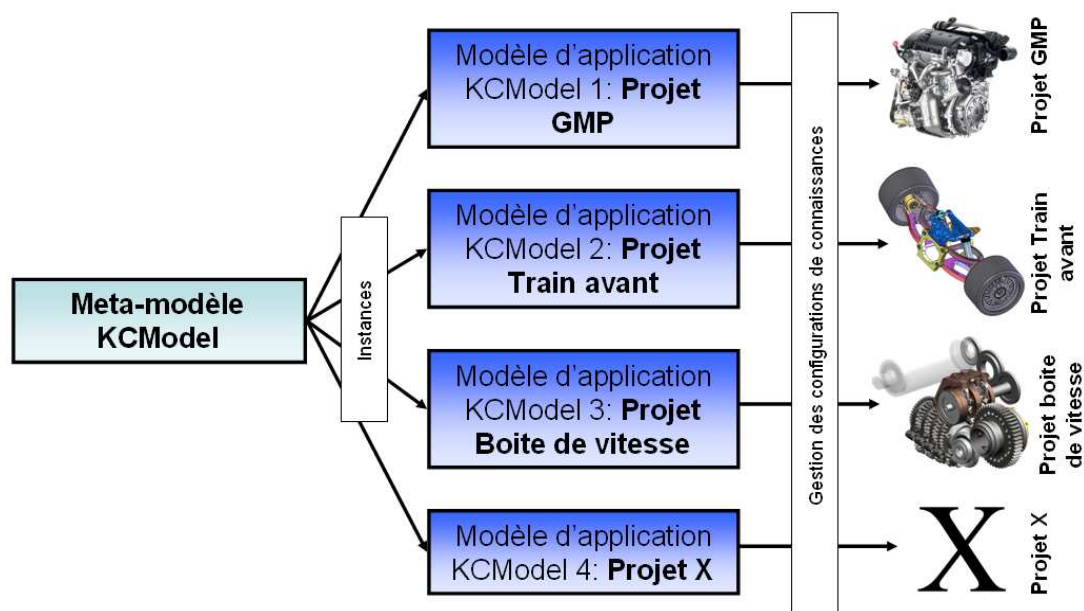 Meta-modèle
KCModel
Instances
Modèle d'application
KCModel 1: Projet
GMP
Modèle d'application
KCModel 2: Projet
Train avant
Modèle d'application
KCModel 3: Projet
Boite de vitesse
Modèle d'application
KCModel 4: Projet X
Gestion des configurations de connaissances
Projet GMP
Projet Train
avant
Projet boite
de vitesse
X
Projet X